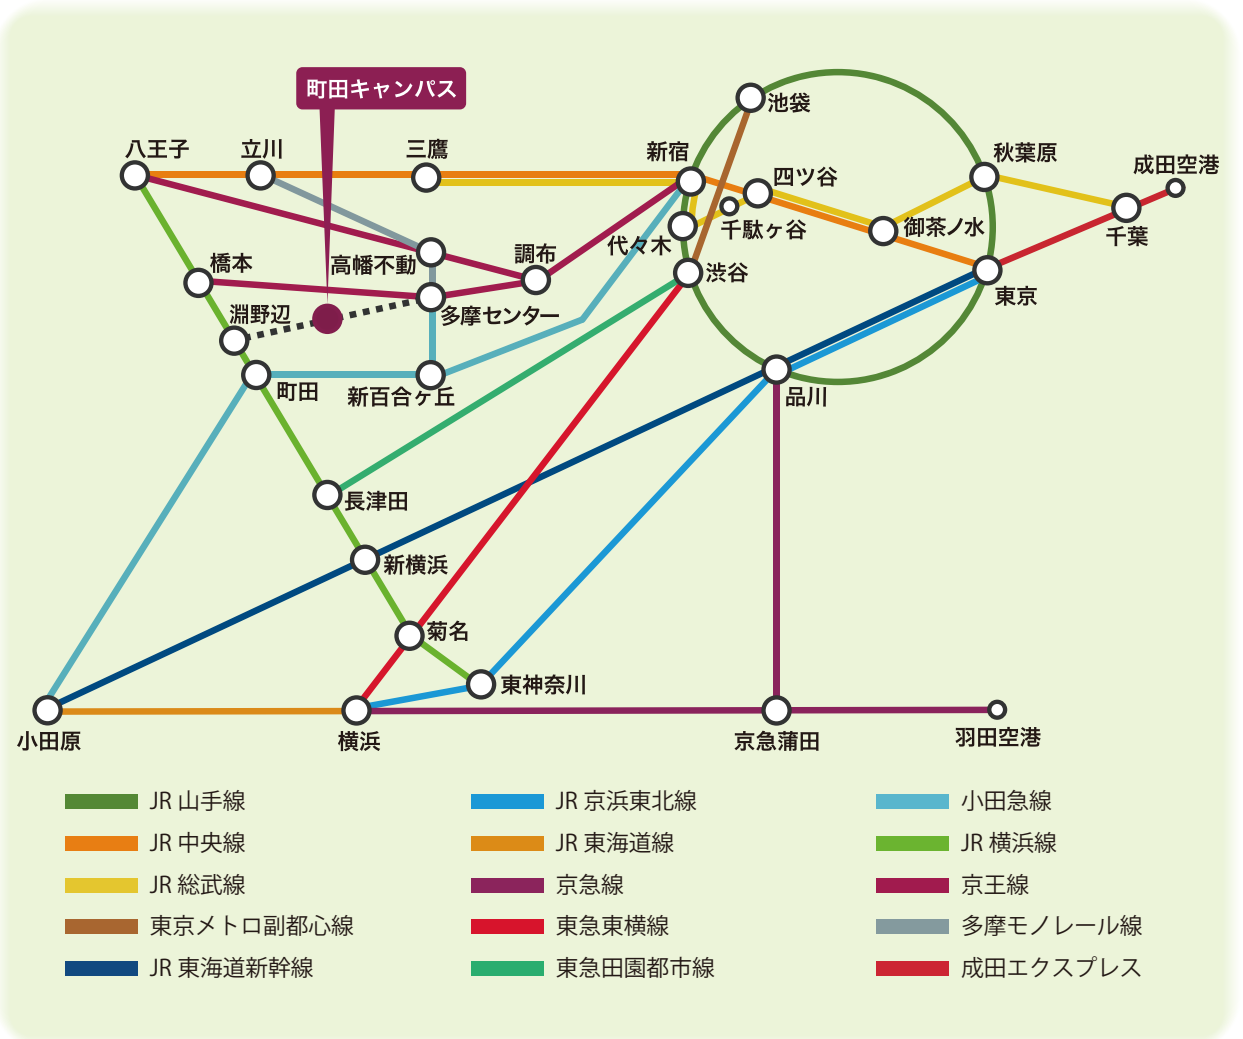 町田キャンパス
池袋
八王子
立川
三鷹
新宿
四ツ谷
秋葉原
成田空港
千駄ヶ谷
御茶ノ水
千葉
代々木
高幡不動
調布
橋本
渋谷
東京
淵野辺
多摩センター
町田
新百合ヶ丘
品川
長津田
新横浜
菊名
東神奈川
小田原
横浜
京急蒲田
羽田空港
JR 山手線
JR 京浜東北線
小田急線
JR 中央線
JR 東海道線
JR 横浜線
JR 総武線
京急線
京王線
東京メトロ副都心線
東急東横線
多摩モノレール線
JR 東海道新幹線
東急田園都市線
成田エクスプレス